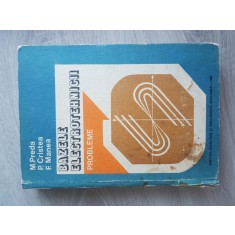 M. Preda
P. Cristea
F. Manea
BAZELE
ELECTROTEHNICII
PROBLEME